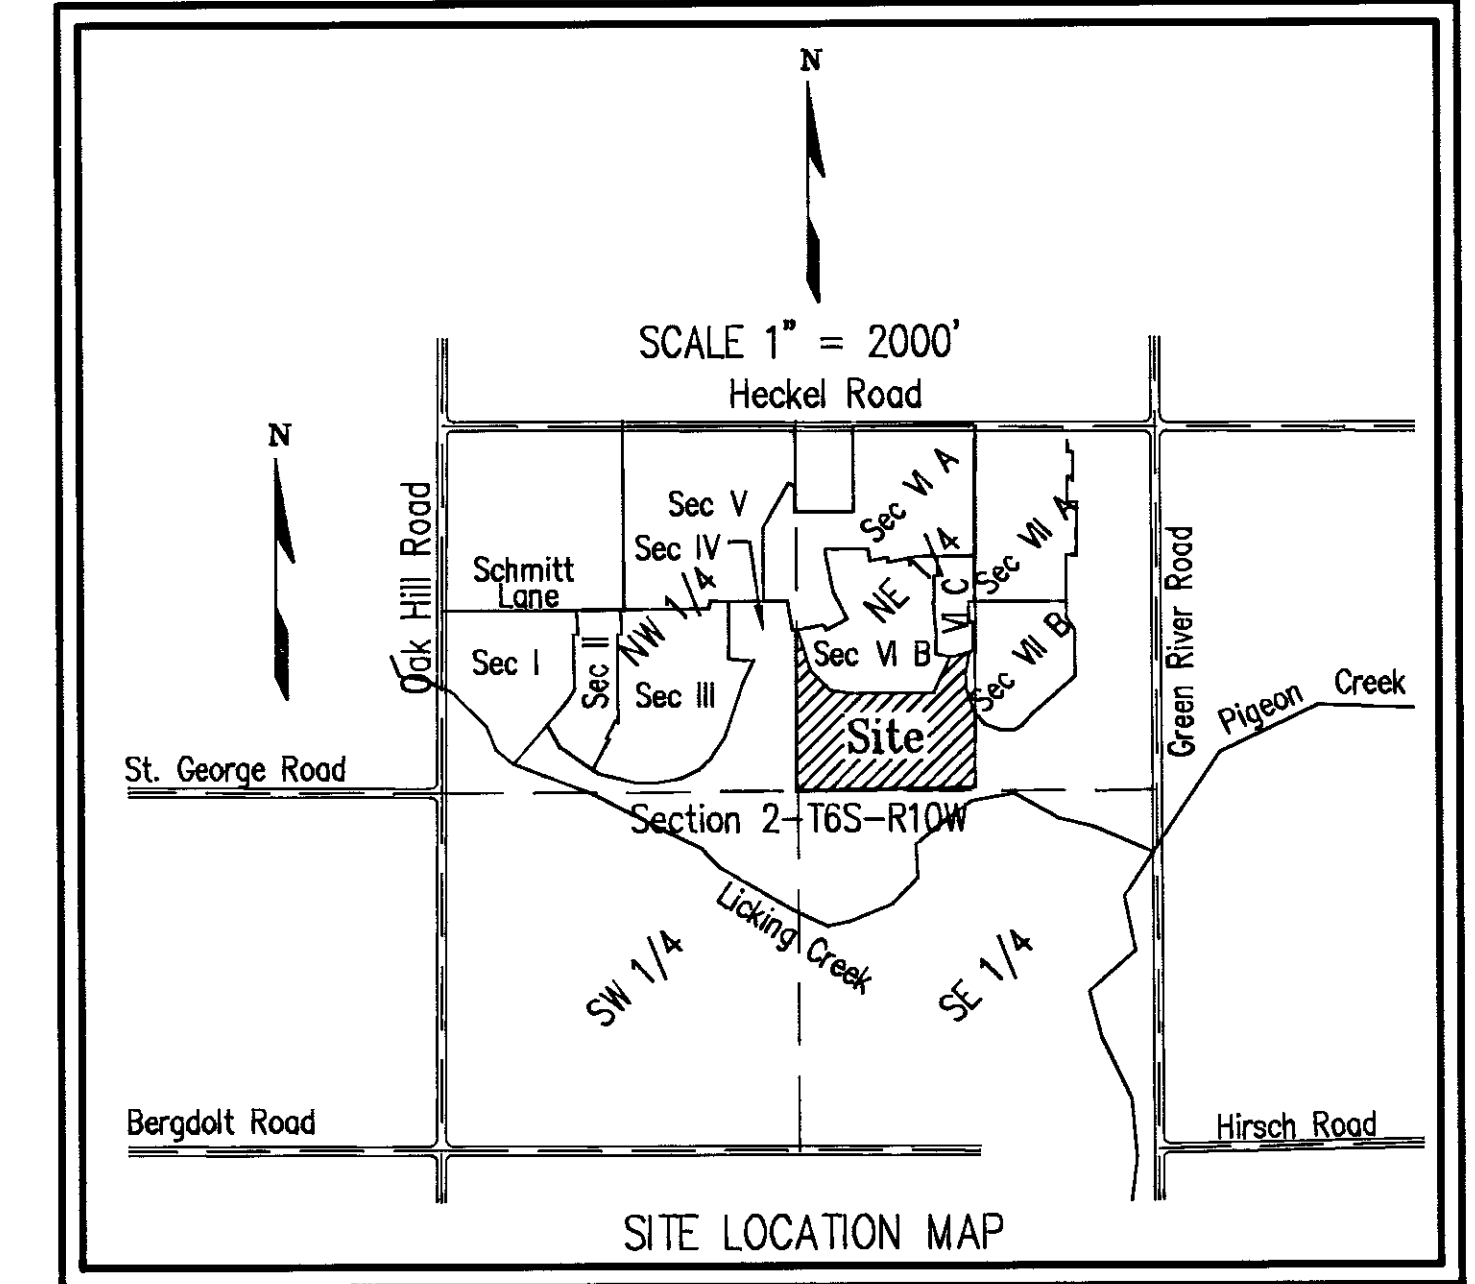 N
SCALE 1" = 2000'
Heckel Road
N
Oak Hill Road
Sec V
Sec VI A
Sec IV
Sec VII A
Schmitt
Lane
NW 1/4
NE 1/4
VI C
Green River Road
Sec I
Sec II
Sec III
Sec VI B
Sec VII B
Pigeon Creek
Site
St. George Road
Section 2-T6S-R10W
Licking Creek
SW 1/4
SE 1/4
Bergdolt Road
Hirsch Road
SITE LOCATION MAP